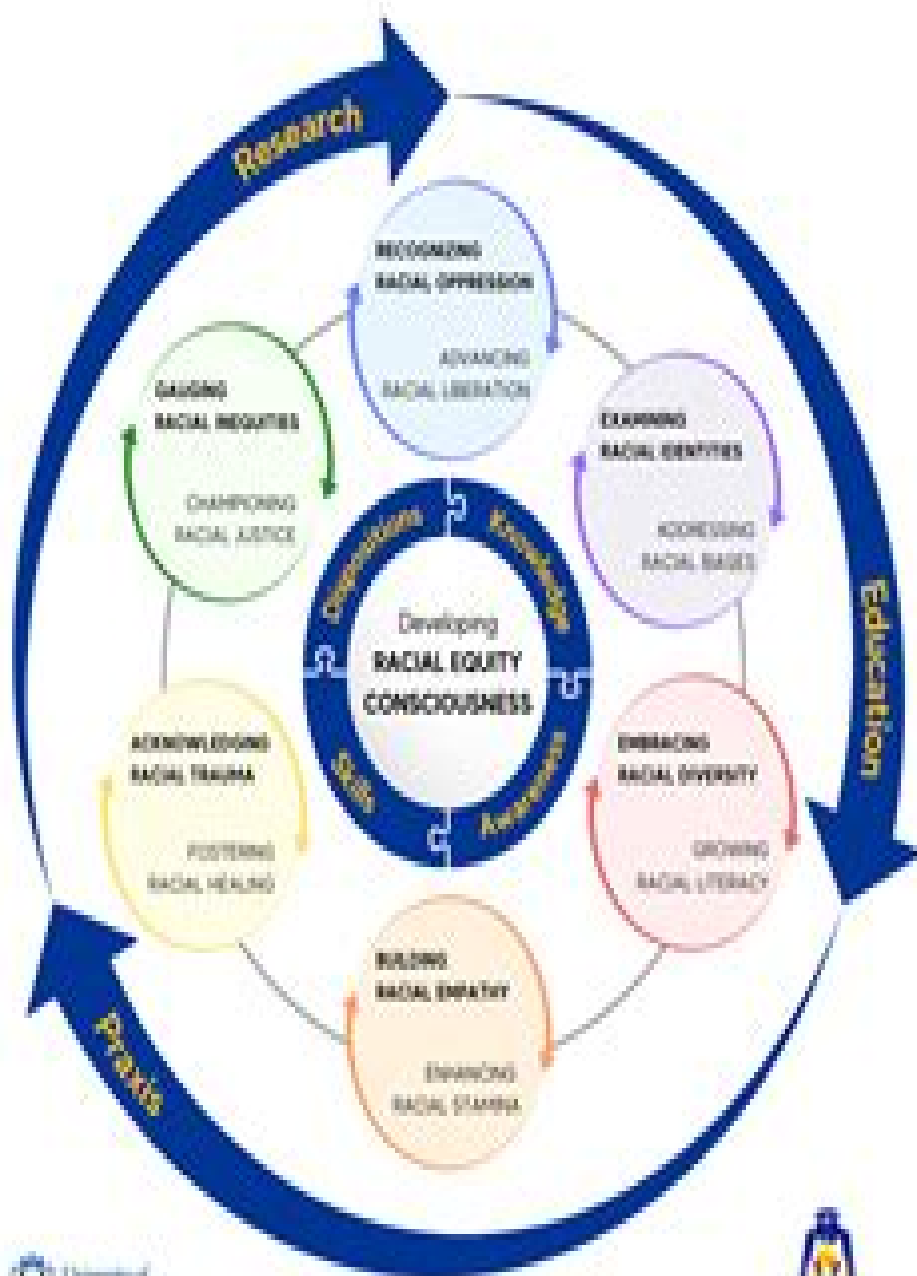 Research
RECOGNIZING
RACIAL OPPRESSION
ADVANCING
RACIAL LIBERATION
GAUGING
RACIAL INEQUITIES
CHAMPIONING
RACIAL JUSTICE
EXAMINING
RACIAL IDENTITIES
ADDRESSING
RACIAL BIASES
Dispositions
Knowledge
Developing
RACIAL EQUITY
CONSCIOUSNESS
Skills
Awareness
Education
ACKNOWLEDGING
RACIAL TRAUMA
FOSTERING
RACIAL HEALING
EMBRACING
RACIAL DIVERSITY
GROWING
RACIAL LITERACY
BUILDING
RACIAL EMPATHY
ENHANCING
RACIAL STAMINA
Praxis
University of